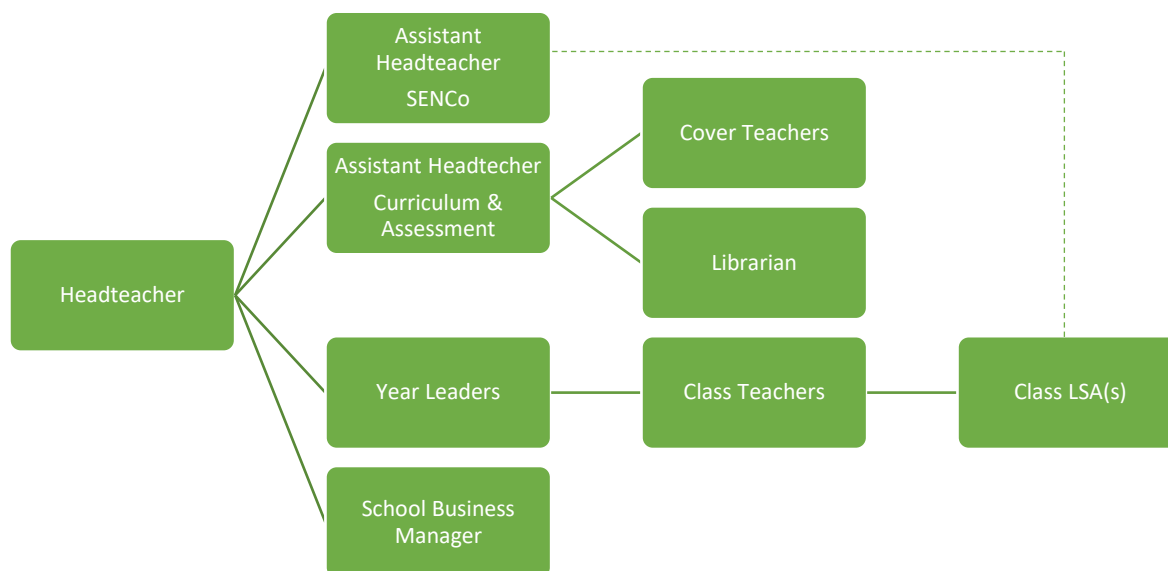 Assistant
Headteacher
SENCo
Cover Teachers
Assistant Headtecher
Curriculum &
Assessment
Librarian
Headteacher
Year Leaders
Class Teachers
Class LSA(s)
School Business
Manager